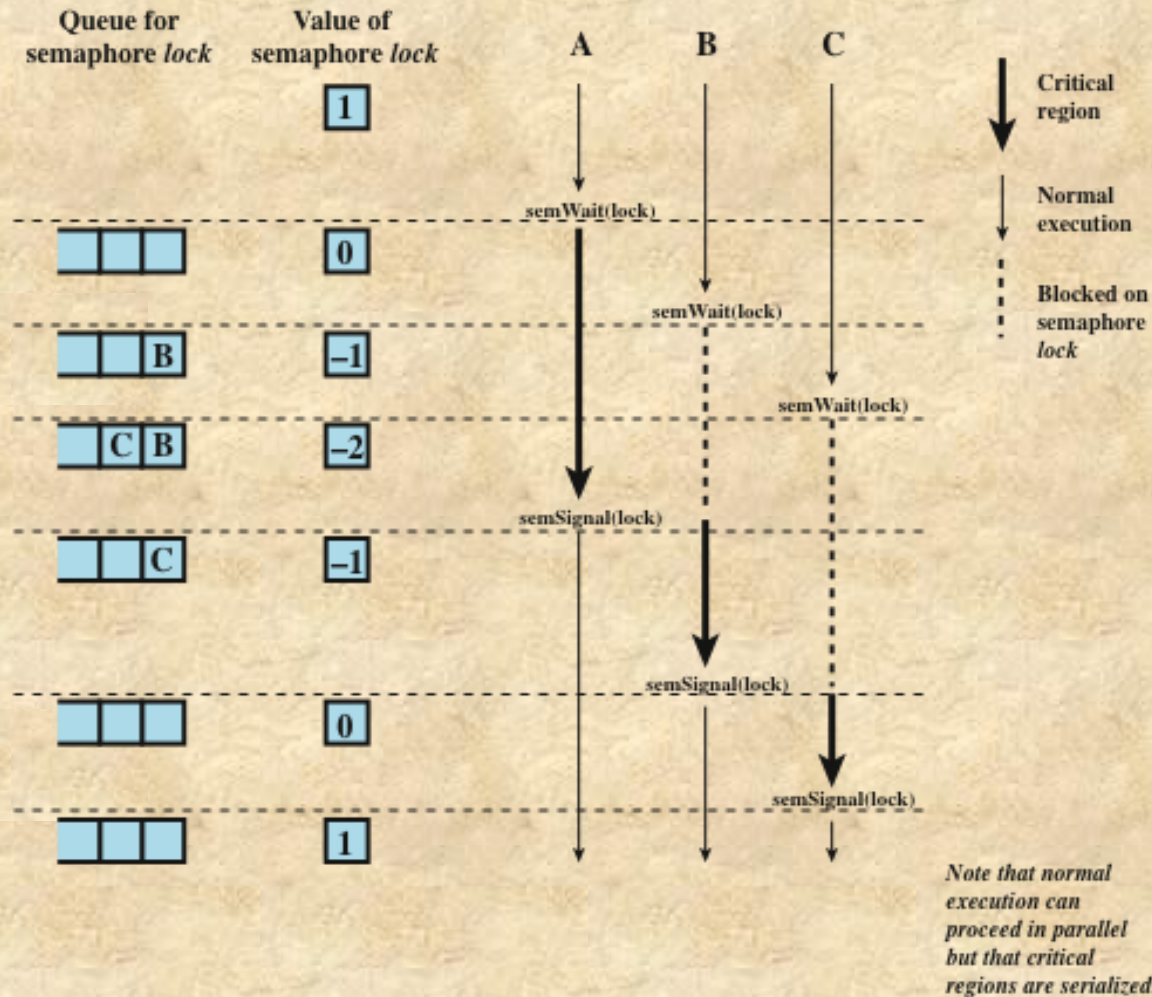 Queue for
semaphore lock
Value of
semaphore lock
A
B
C
1
Critical
region
Normal
execution
Blocked on
semaphore
lock
semWait(lock)
0
semWait(lock)
B
–1
semWait(lock)
C B
–2
semSignal(lock)
C
–1
semSignal(lock)
0
semSignal(lock)
1
Note that normal
execution can
proceed in parallel
but that critical
regions are serialized